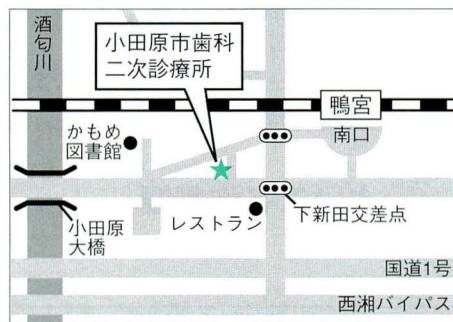 酒匂川
小田原市歯科
二次診療所
鴨宮
南口
かもめ
図書館
レストラン
下新田交差点
小田原
大橋
国道1号
西湘バイパス